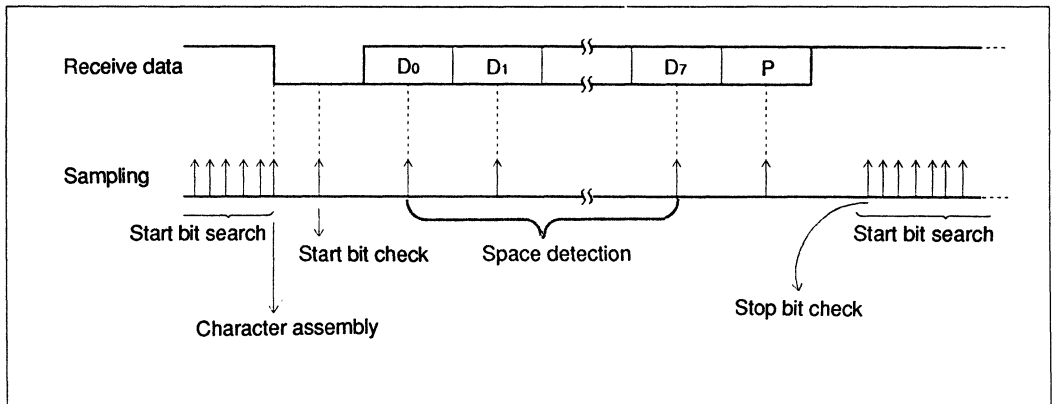 Receive data
D0 D1 D7 P
Sampling
Start bit search
Start bit check
Space detection
Start bit search
Stop bit check
Character assembly